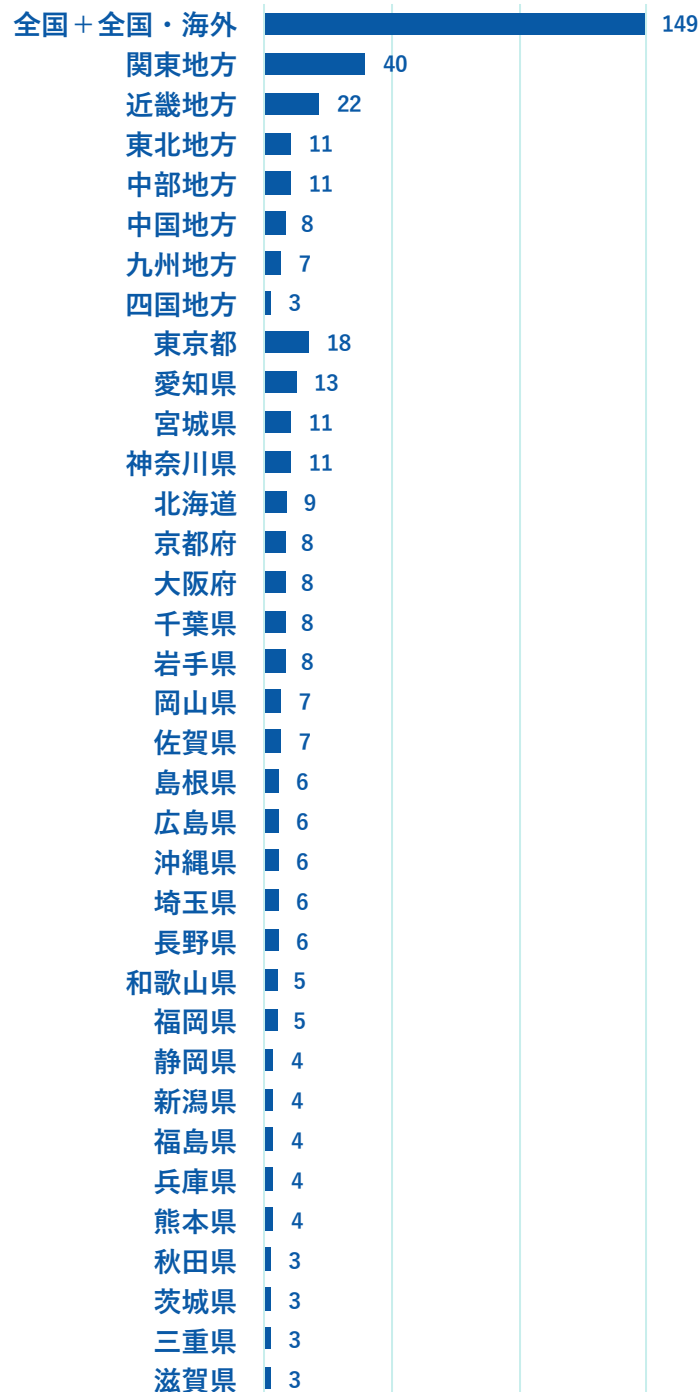 全国＋全国・海外 149
関東地方 40
近畿地方 22
東北地方 11
中部地方 11
中国地方 8
九州地方 7
四国地方 3
東京都 18
愛知県 13
宮城県 11
神奈川県 11
北海道 9
京都府 8
大阪府 8
千葉県 8
岩手県 8
岡山県 7
佐賀県 7
島根県 6
広島県 6
沖縄県 6
埼玉県 6
長野県 6
和歌山県 5
福岡県 5
静岡県 4
新潟県 4
福島県 4
兵庫県 4
熊本県 4
秋田県 3
茨城県 3
三重県 3
滋賀県 3